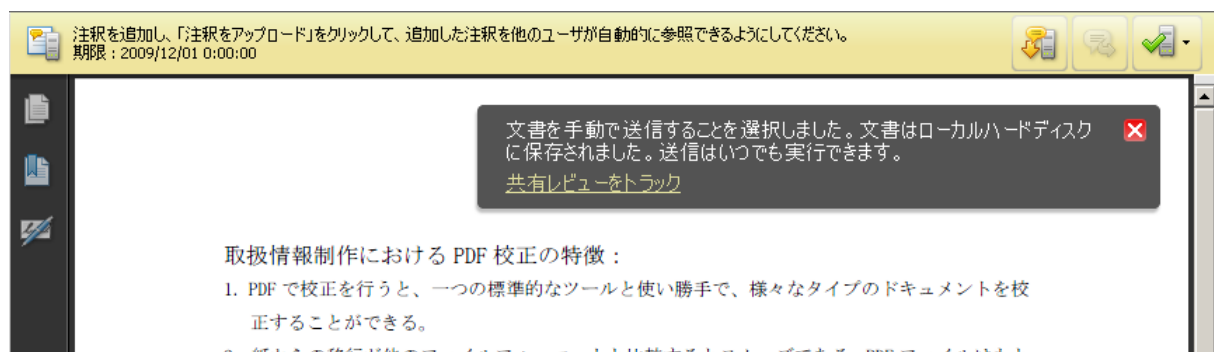 注釈を追加し、「注釈をアップロード」をクリックして、追加した注釈を他のユーザが自動的に参照できるようにしてください。
期限：2009/12/01 0:00:00
文書を手動で送信することを選択しました。文書はローカルハードディスク
に保存されました。送信はいつでも実行できます。
共有レビューをトラック
取扱情報制作における PDF 校正の特徴：
1. PDF で校正を行うと、一つの標準的なツールと使い勝手で、様々なタイプのドキュメントを校
正することができる。